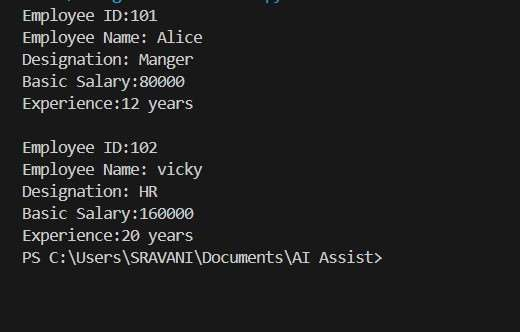 Employee ID:101
Employee Name: Alice
Designation: Manger
Basic Salary:80000
Experience:12 years

Employee ID:102
Employee Name: vicky
Designation: HR
Basic Salary:160000
Experience:20 years
PS C:\Users\SRAVANI\Documents\AI Assist>